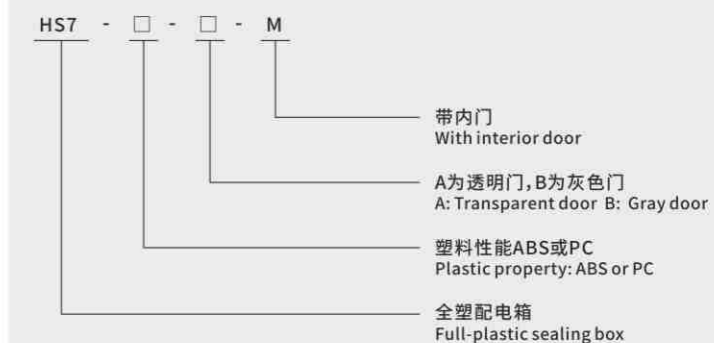 HS7 - □ - □ - M
带内门
With interior door
A为透明门,B为灰色门
A: Transparent door B: Gray door
塑料性能ABS或PC
Plastic property: ABS or PC
全塑配电箱
Full-plastic sealing box